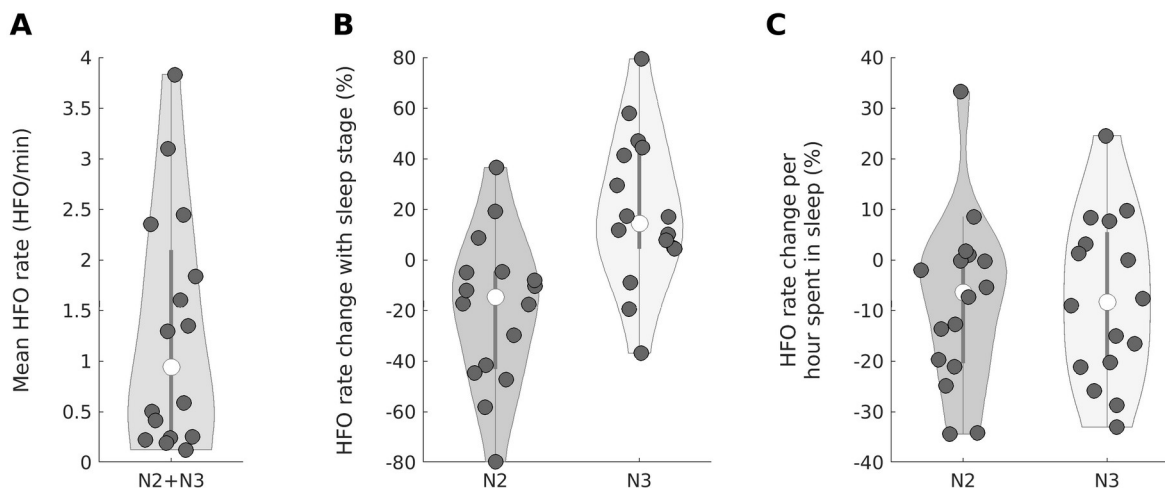 A
Mean HFO rate (HFO/min)
4
3.5
3
2.5
2
1.5
1
0.5
0
N2+N3
B
HFO rate change with sleep stage (%)
80
60
40
20
0
-20
-40
-60
-80
N2
N3
C
HFO rate change per
hour spent in sleep (%)
40
30
20
10
0
-10
-20
-30
-40
N2
N3